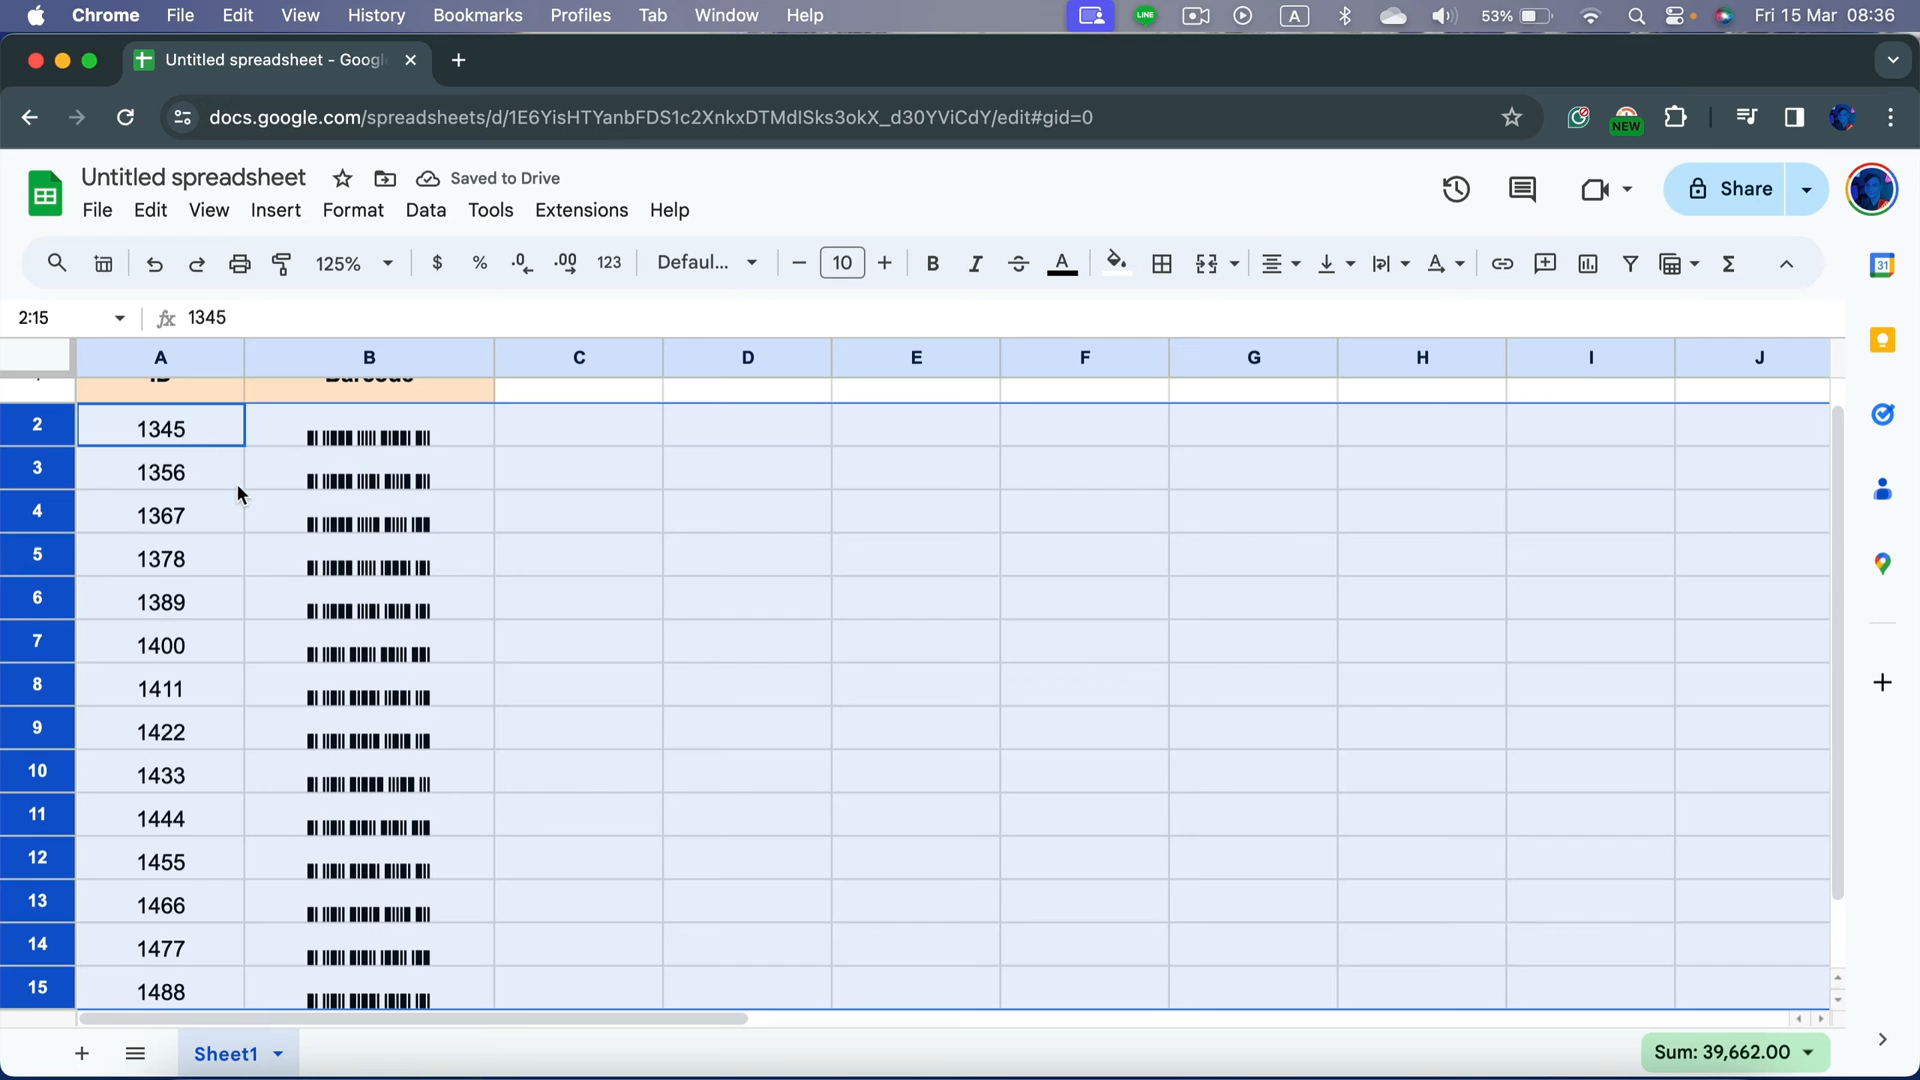 Chrome File Edit View History Bookmarks Profiles Tab Window Help LINE A 53% Fri 15 Mar 08:36
Untitled spreadsheet - Googl
docs.google.com/spreadsheets/d/1E6YisHTYanbFDS1c2XnkxDTMdISks3okX_d30YViCdY/edit#gid=0 NEW
Untitled spreadsheet Saved to Drive Share
File Edit View Insert Format Data Tools Extensions Help
125% $ % .0 .00 123 Defaul... 10 B I S A A Σ 31
2:15 fx 1345
A B C D E F G H I J
ID Barcode
2 1345
3 1356
4 1367
5 1378
6 1389
7 1400
8 1411
9 1422
10 1433
11 1444
12 1455
13 1466
14 1477
15 1488
Sheet1 Sum: 39,662.00